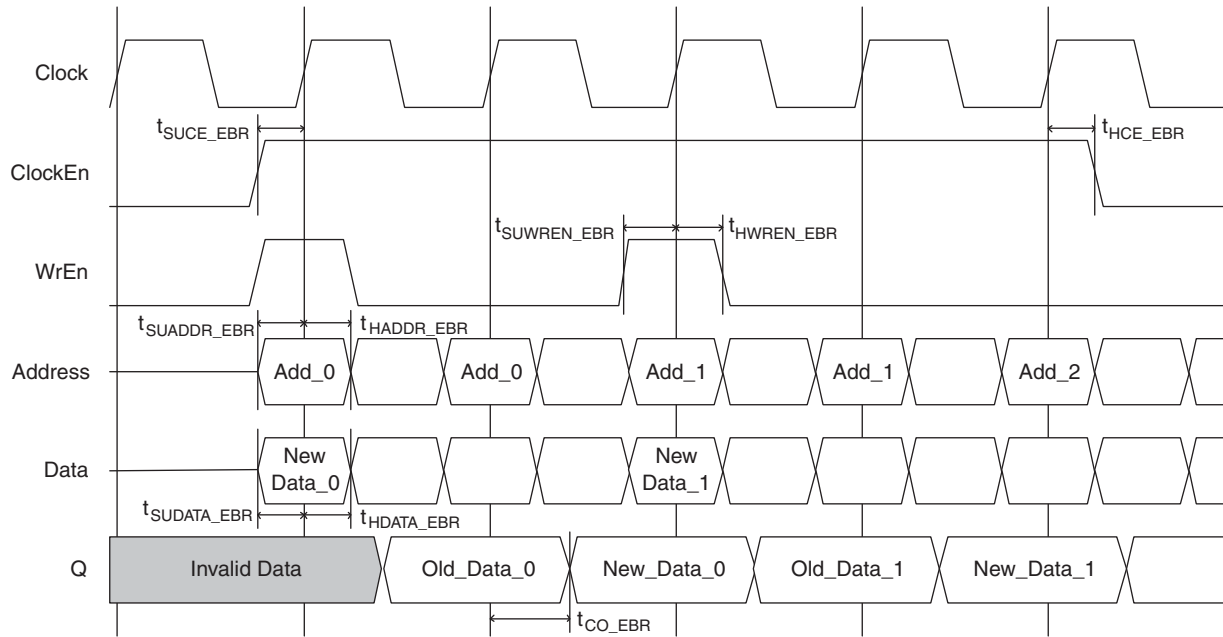 Clock
tSUCE_EBR
tHCE_EBR
ClockEn
tSUWREN_EBR
tHWREN_EBR
WrEn
tSUADDR_EBR
tHADDR_EBR
Address
Add_0
Add_0
Add_1
Add_1
Add_2
Data
New
Data_0
New
Data_1
tSUDATA_EBR
tHDATA_EBR
Q
Invalid Data
Old_Data_0
New_Data_0
Old_Data_1
New_Data_1
tCO_EBR